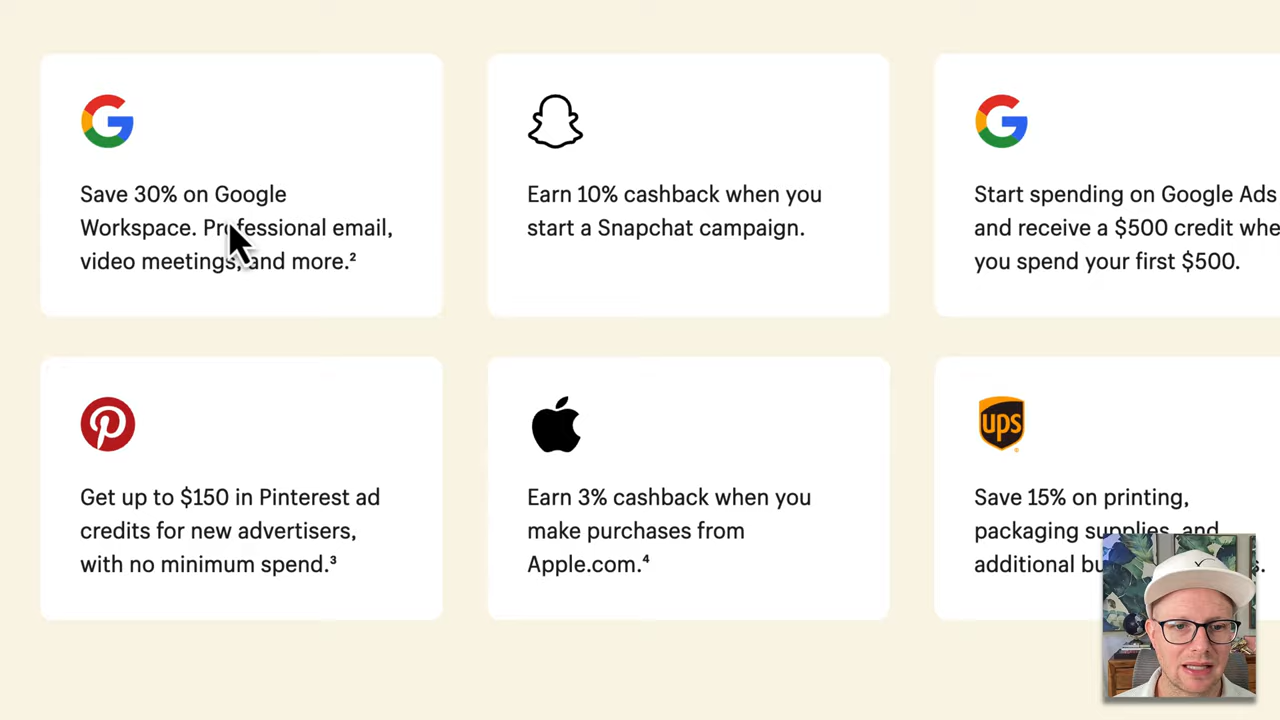 Save 30% on Google
Workspace. Professional email,
video meetings, and more.²
Earn 10% cashback when you
start a Snapchat campaign.
Start spending on Google Ads
and receive a $500 credit
you spend your first $500.
Get up to $150 in Pinterest ad
credits for new advertisers,
with no minimum spend.³
Earn 3% cashback when you
make purchases from
Apple.com.⁴
ups
Save 15% on printing,
packaging supplies, and
additional